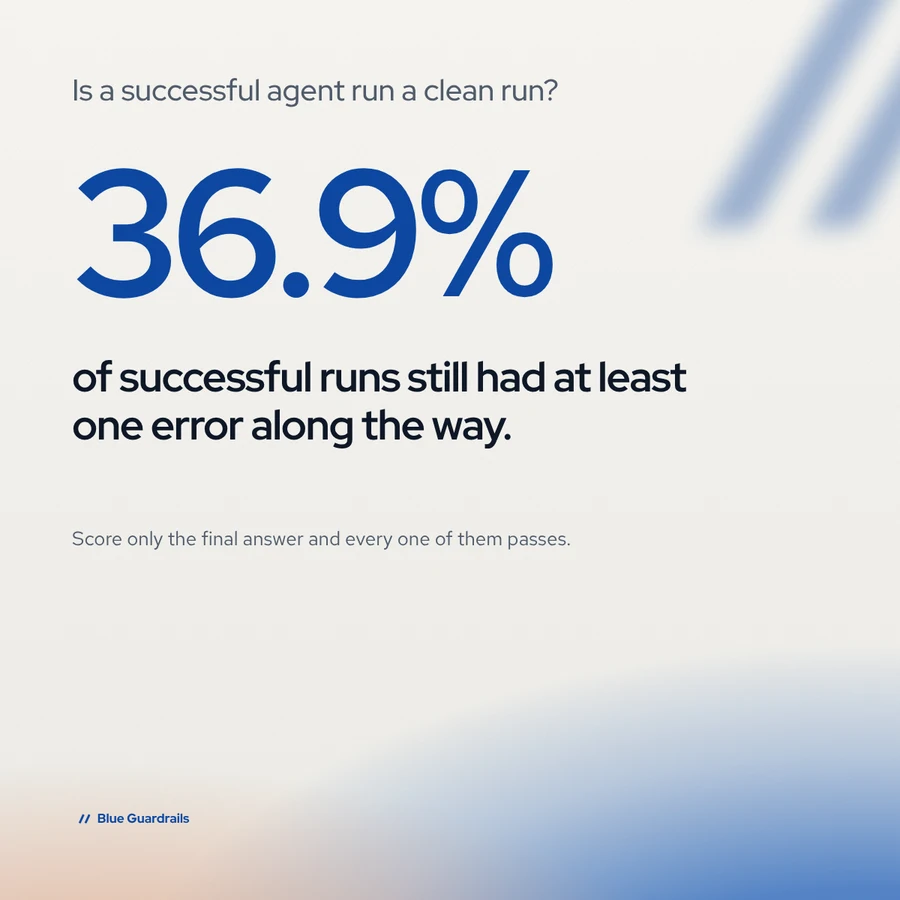 Is a successful agent run a clean run?
36.9%
of successful runs still had at least
one error along the way.
Score only the final answer and every one of them passes.
// Blue Guardrails